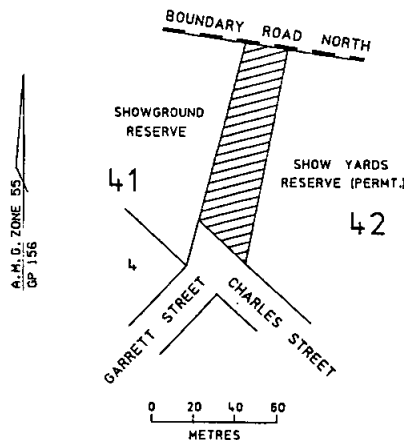 BOUNDARY ROAD NORTH
SHOWGROUND
RESERVE
41
SHOW YARDS
RESERVE (PERMT.)
42
A.M.G. ZONE 55
GP 156
4
GARRETT STREET
CHARLES STREET
0 20 40 60
METRES